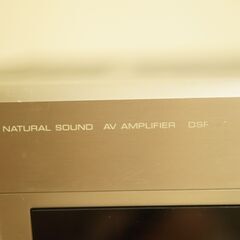 NATURAL SOUND AV AMPLIFIER DSP